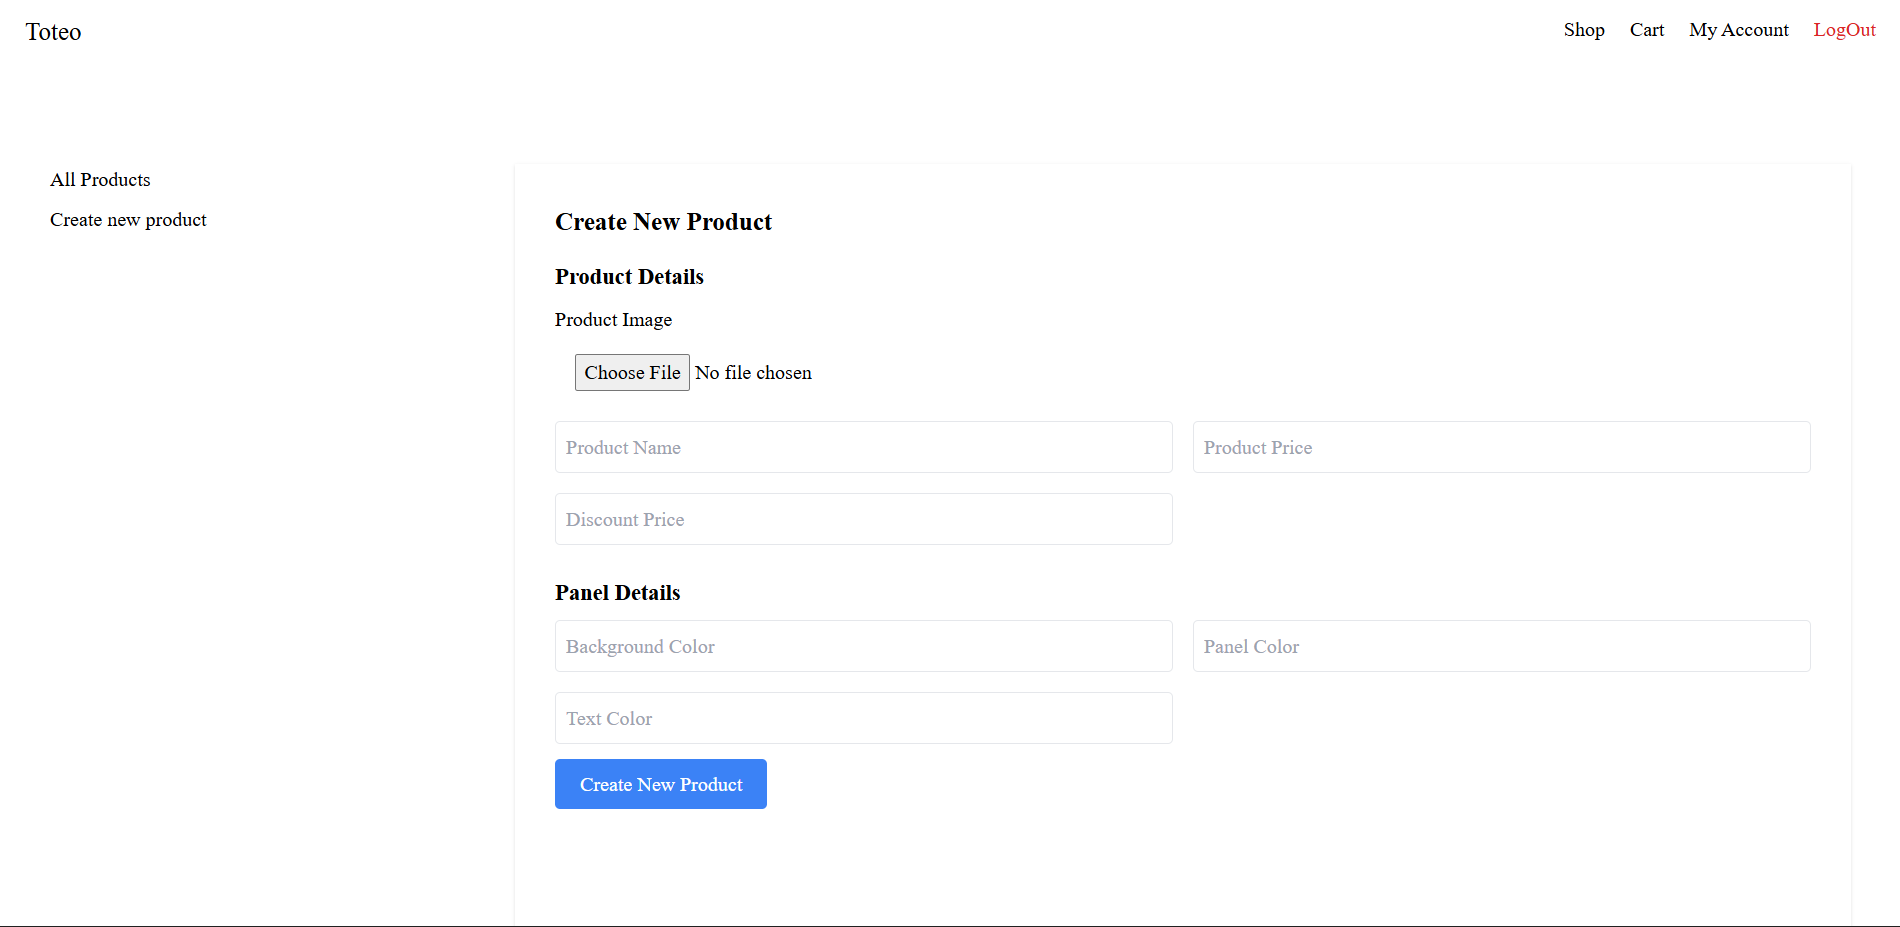 Toteo
Shop Cart My Account LogOut
All Products
Create new product
Create New Product
Product Details
Product Image
Choose File No file chosen
Product Name Product Price
Discount Price
Panel Details
Background Color Panel Color
Text Color
Create New Product